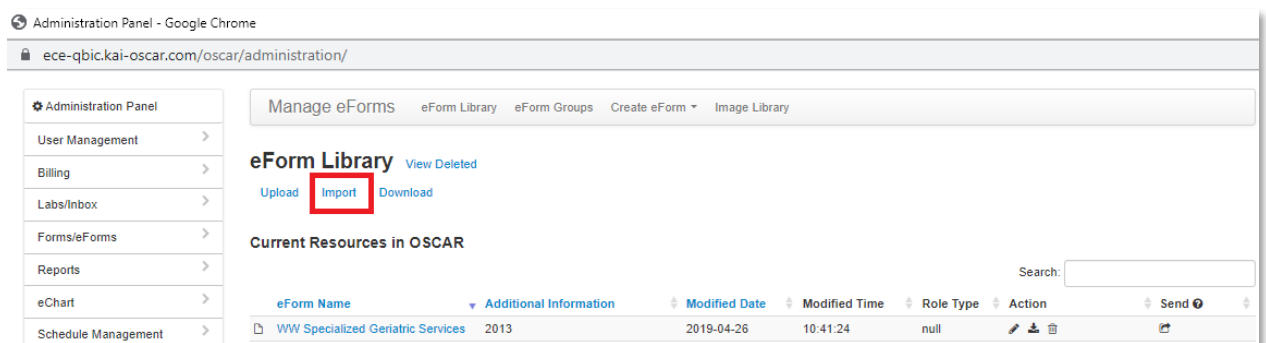 Administration Panel - Google Chrome
ece-qbic.kai-oscar.com/oscar/administration/
Administration Panel
User Management
Billing
Labs/Inbox
Forms/eForms
Reports
eChart
Schedule Management
Manage eForms eForm Library eForm Groups Create eForm Image Library
eForm Library View Deleted
Upload Import Download
Current Resources in OSCAR
Search:
eForm Name Additional Information Modified Date Modified Time Role Type Action Send
WW Specialized Geriatric Services 2013 2019-04-26 10:41:24 null